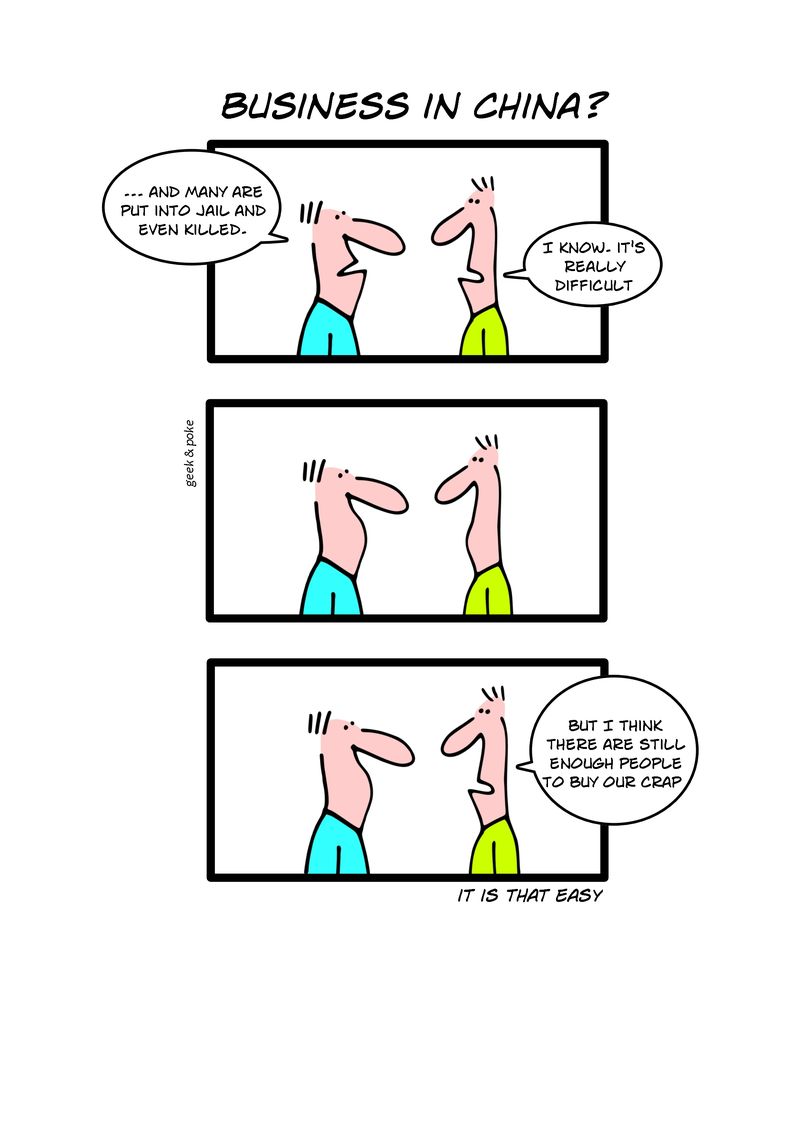 BUSINESS IN CHINA?
--- AND MANY ARE
PUT INTO JAIL AND
EVEN KILLED.
I KNOW. IT'S
REALLY
DIFFICULT
geek & poke
BUT I THINK
THERE ARE STILL
ENOUGH PEOPLE
TO BUY OUR CRAP
IT IS THAT EASY